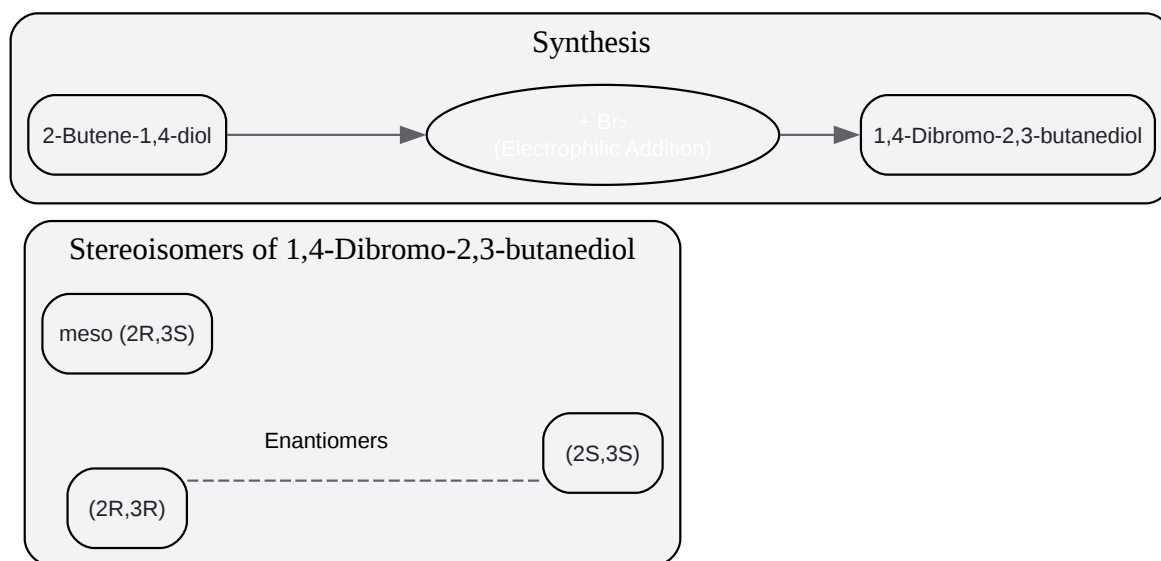 Synthesis
2-Butene-1,4-diol
+ Br₂
(Electrophilic Addition)
1,4-Dibromo-2,3-butanediol
Stereoisomers of 1,4-Dibromo-2,3-butanediol
meso (2R,3S)
Enantiomers
(2S,3S)
(2R,3R)